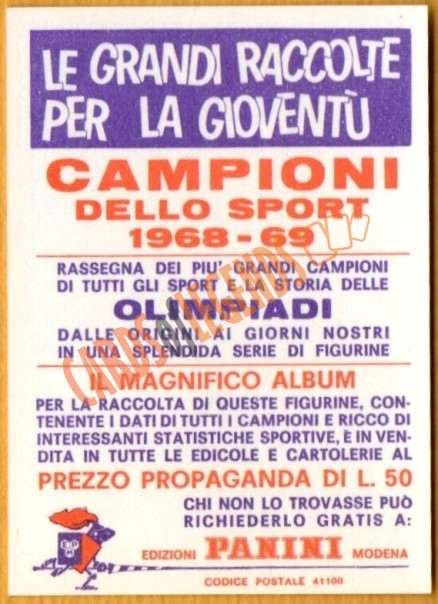 LE GRANDI RACCOLTE
PER LA GIOVENTÙ
CAMPIONI
DELLO SPORT
1968-69
RASSEGNA DEI PIU' GRANDI CAMPIONI
DI TUTTI GLI SPORT E LA STORIA DELLE
OLIMPIADI
DALLE ORIGINI AI GIORNI NOSTRI
IN UNA SPLENDIDA SERIE DI FIGURINE
IL MAGNIFICO ALBUM
PER LA RACCOLTA DI QUESTE FIGURINE, CON-
TENENTE I DATI DI TUTTI I CAMPIONI E RICCO DI
INTERESSANTI STATISTICHE SPORTIVE, È IN VEN-
DITA IN TUTTE LE EDICOLE E CARTOLERIE AL
PREZZO PROPAGANDA DI L. 50
CHI NON LO TROVASSE PUÒ
RICHIEDERLO GRATIS A:
EDIZIONI PANINI MODENA
CODICE POSTALE 41100
CARDSOFLEGENDS